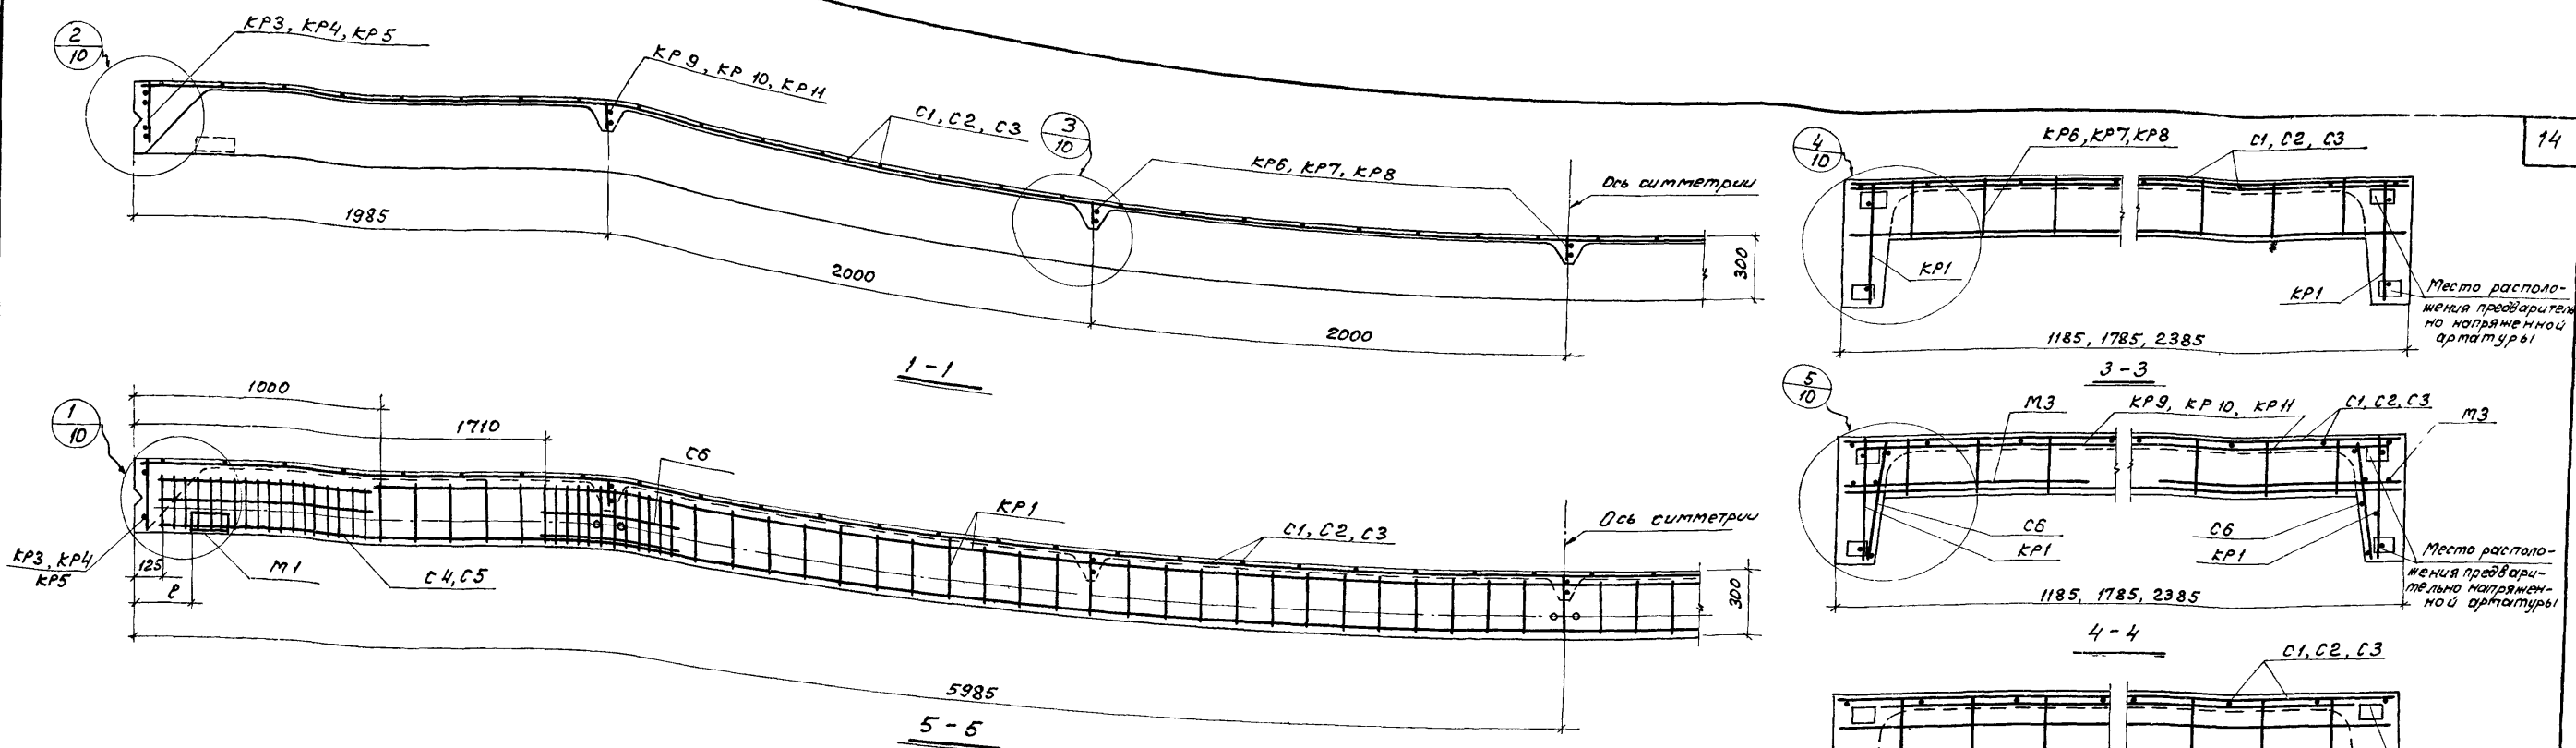 14
2
10
КР3, КР4, КР5
КР9, КР10, КР11
С1, С2, С3
3
10
КР6, КР7, КР8
Ось симметрии
1985
2000
2000
300
1-1
4
10
КР6, КР7, КР8
С1, С2, С3
КР1
КР1
Место располо-
жения предваритель
но напряженной
арматуры
1185, 1785, 2385
3-3
1
10
1000
1710
С6
КР1
С1, С2, С3
Ось симметрии
КР3, КР4
КР5
125
ℓ
М1
С4, С5
300
5985
5-5
5
10
М3
КР9, КР10, КР11
С1, С2, С3
М3
С6
КР1
С6
КР1
Место располо-
жения предвари-
тельно напряжен-
ной арматуры
1185, 1785, 2385
4-4
С1, С2, С3